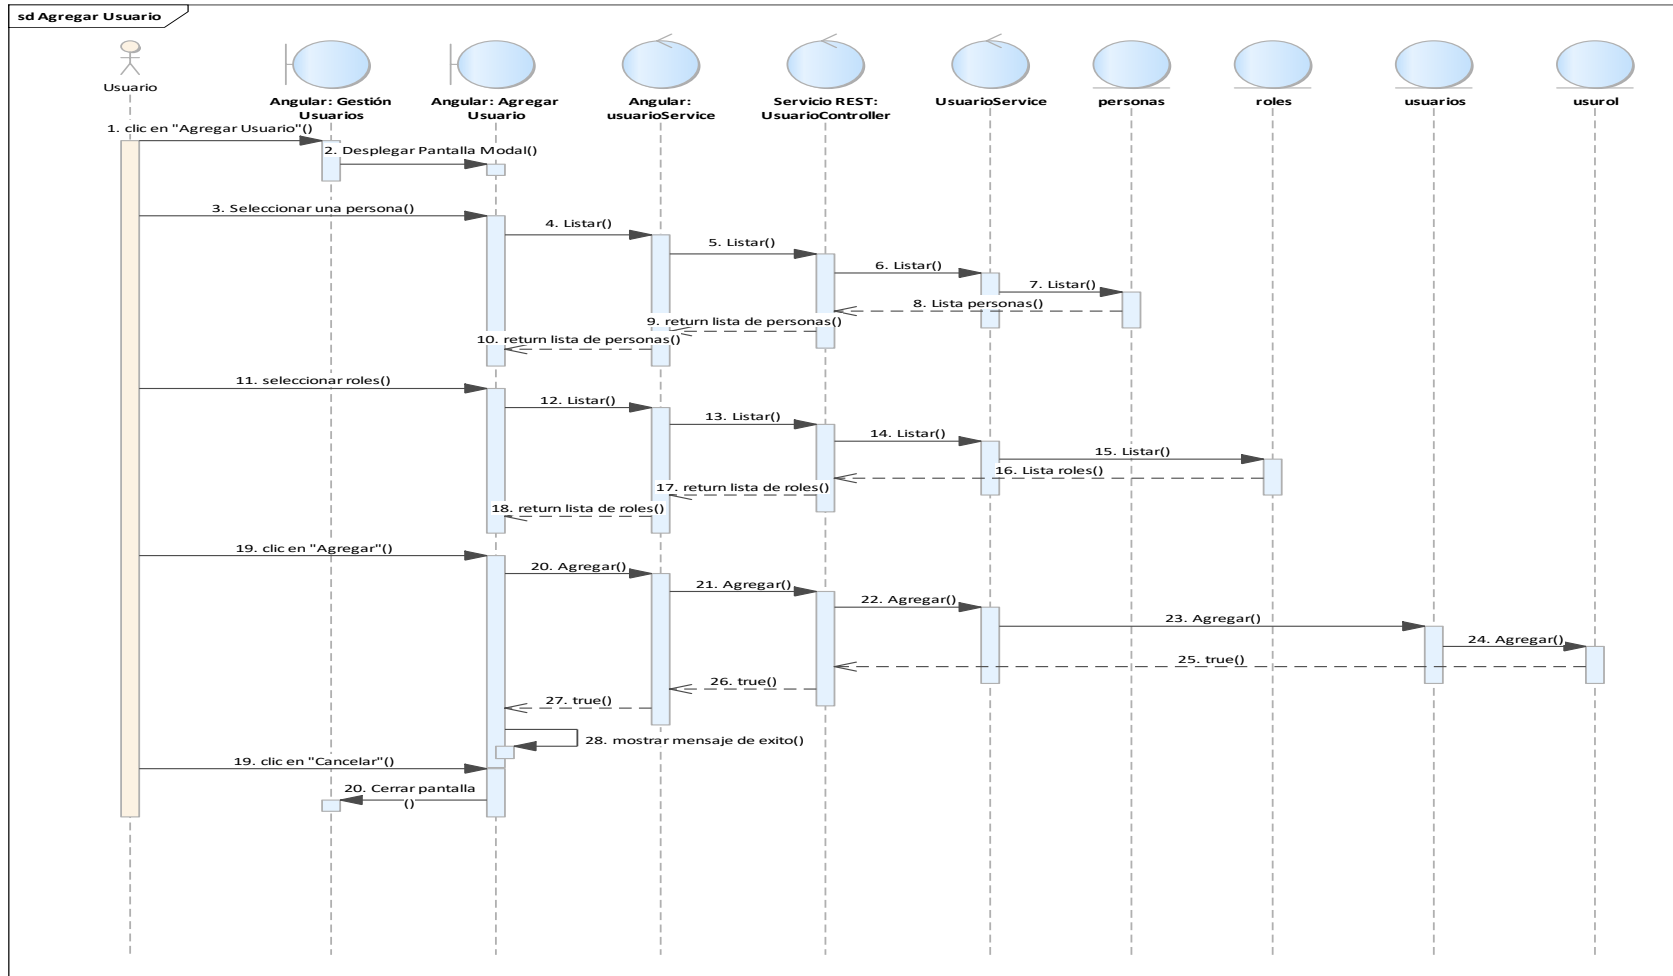 sd Agregar Usuario
Usuario
Angular: Gestión
Usuarios
Angular: Agregar
Usuario
Angular:
usuarioService
Servicio REST:
UsuarioController
UsuarioService
personas
roles
usuarios
usurol
1. clic en "Agregar Usuario"()
2. Desplegar Pantalla Modal()
3. Seleccionar una persona()
4. Listar()
5. Listar()
6. Listar()
7. Listar()
8. Lista personas()
9. return lista de personas()
10. return lista de personas()
11. seleccionar roles()
12. Listar()
13. Listar()
14. Listar()
15. Listar()
16. Lista roles()
17. return lista de roles()
18. return lista de roles()
19. clic en "Agregar"()
20. Agregar()
21. Agregar()
22. Agregar()
23. Agregar()
24. Agregar()
25. true()
26. true()
27. true()
28. mostrar mensaje de exito()
19. clic en "Cancelar"()
20. Cerrar pantalla
()